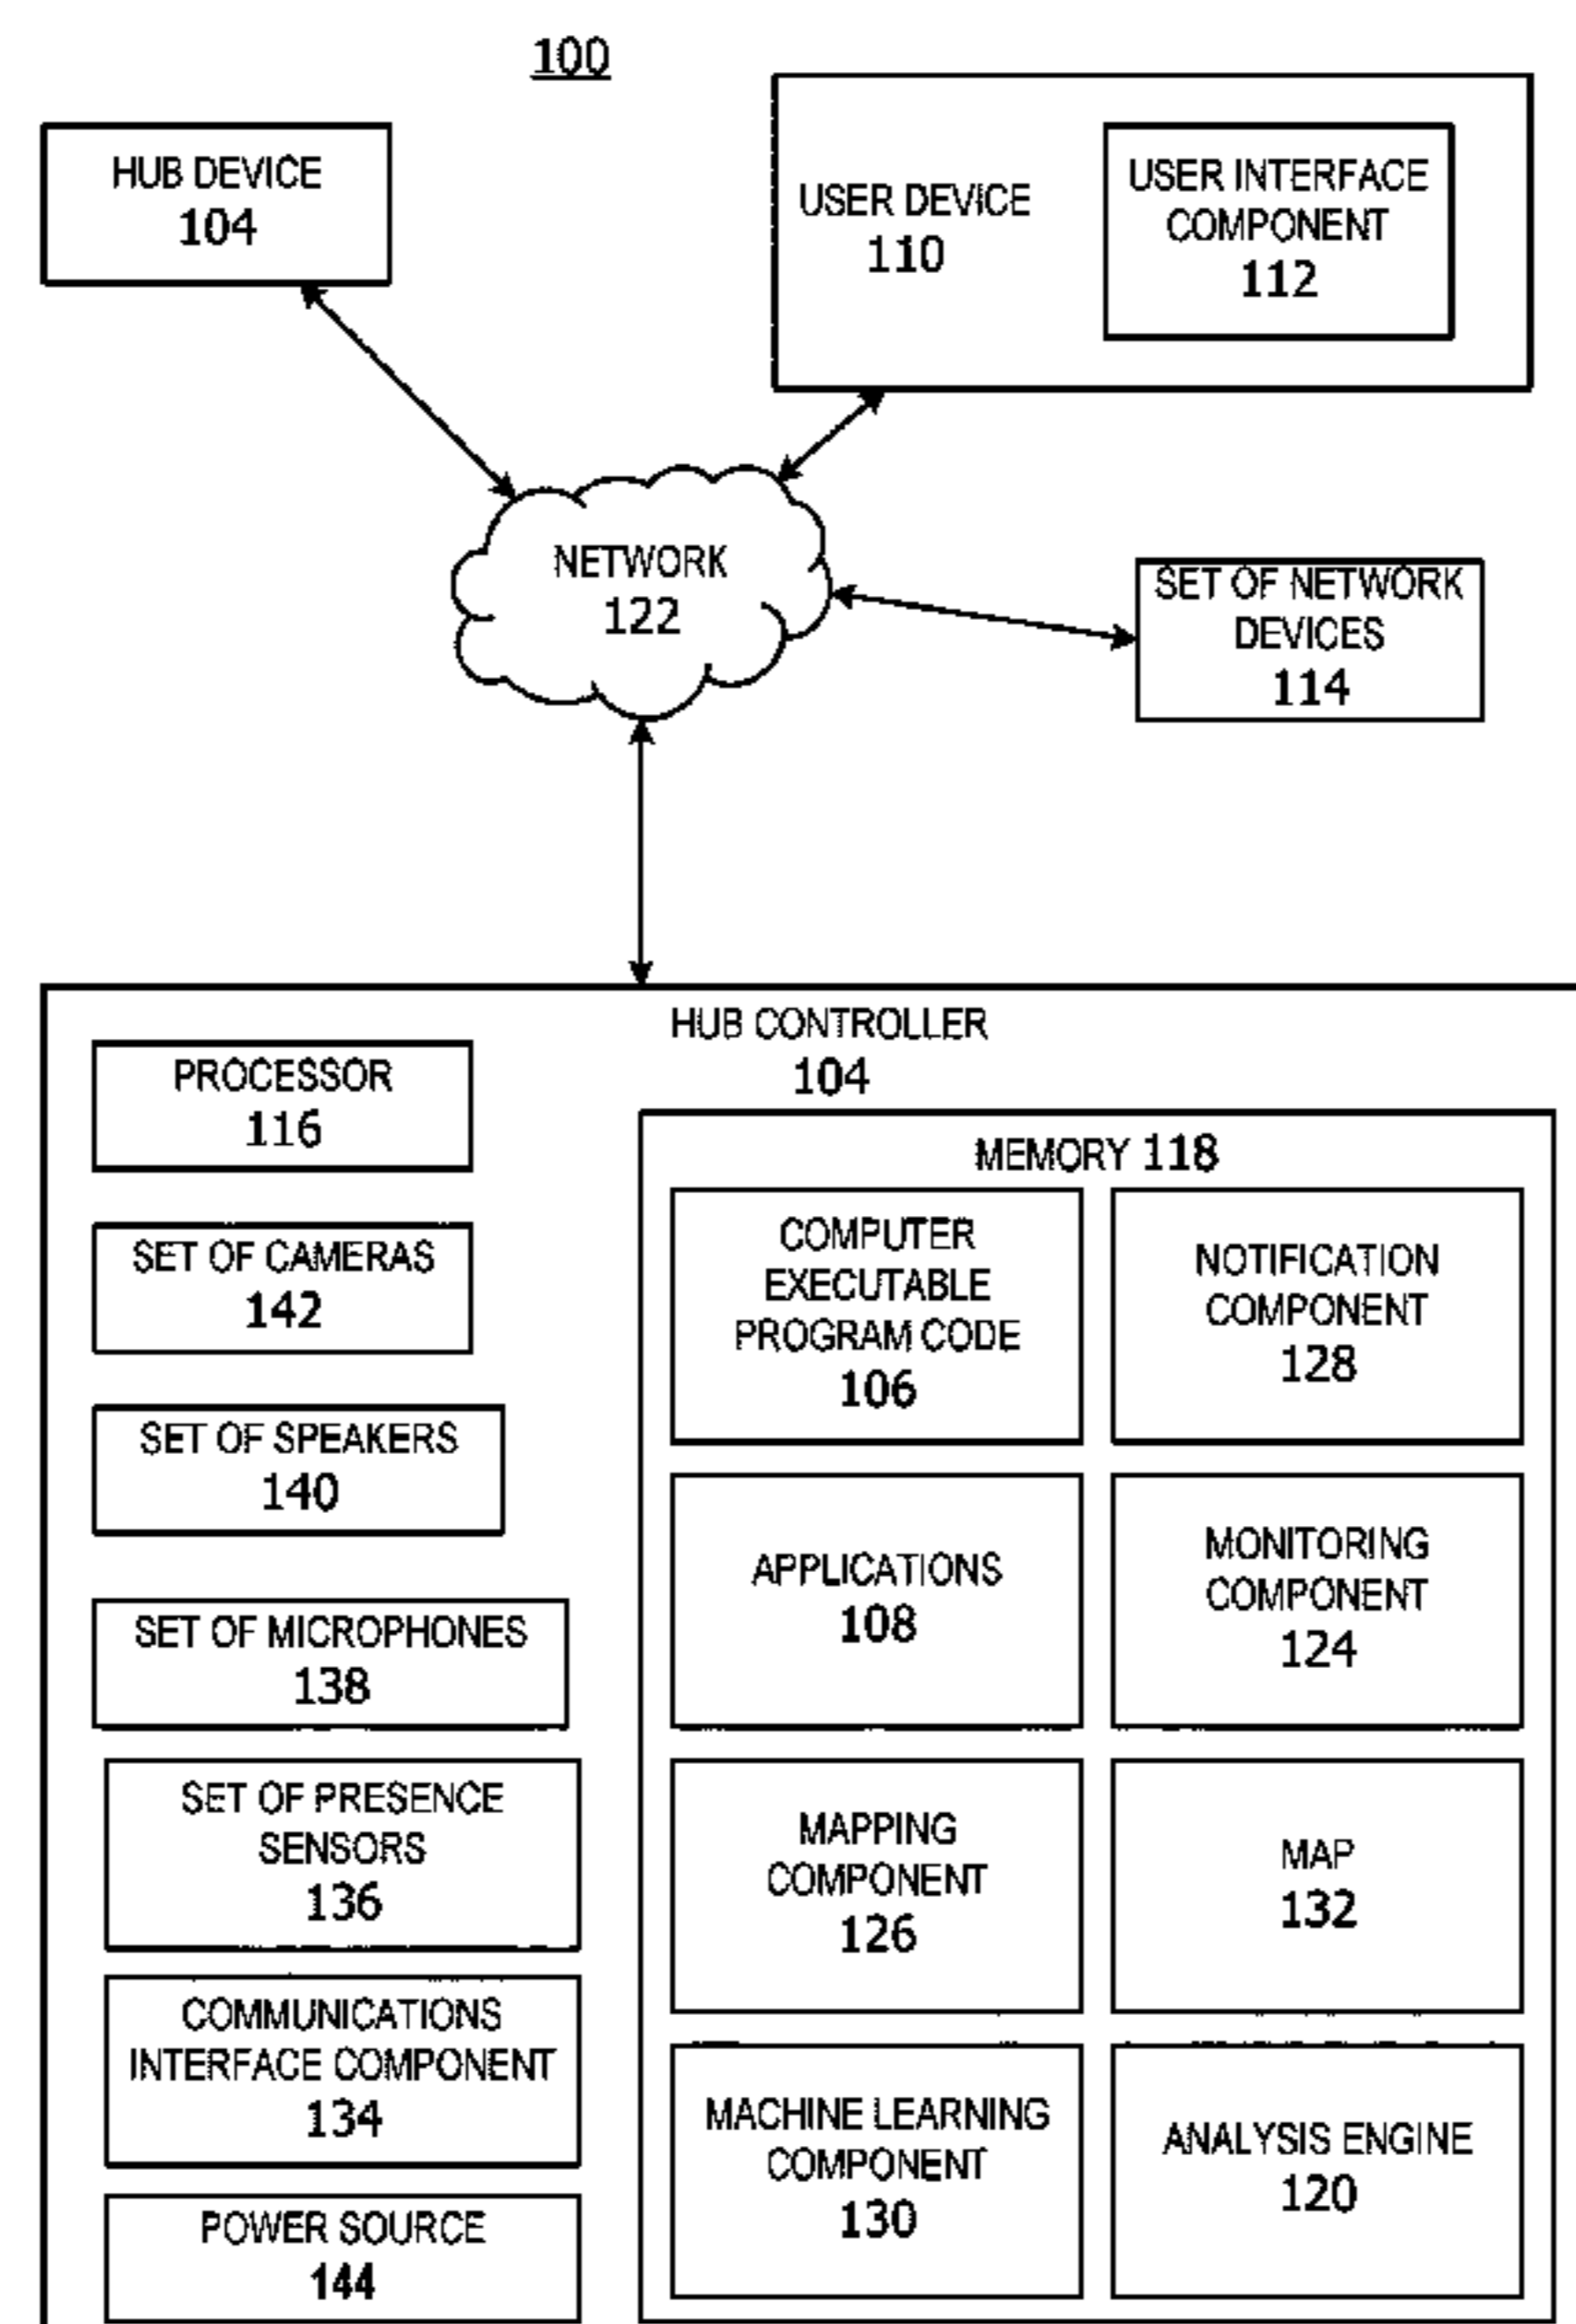 100
HUB DEVICE
104
USER DEVICE
110
USER INTERFACE
COMPONENT
112
NETWORK
122
SET OF NETWORK
DEVICES
114
HUB CONTROLLER
104
PROCESSOR
116
SET OF CAMERAS
142
SET OF SPEAKERS
140
SET OF MICROPHONES
138
SET OF PRESENCE
SENSORS
136
COMMUNICATIONS
INTERFACE COMPONENT
134
POWER SOURCE
144
MEMORY 118
COMPUTER
EXECUTABLE
PROGRAM CODE
106
NOTIFICATION
COMPONENT
128
APPLICATIONS
108
MONITORING
COMPONENT
124
MAPPING
COMPONENT
126
MAP
132
MACHINE LEARNING
COMPONENT
130
ANALYSIS ENGINE
120